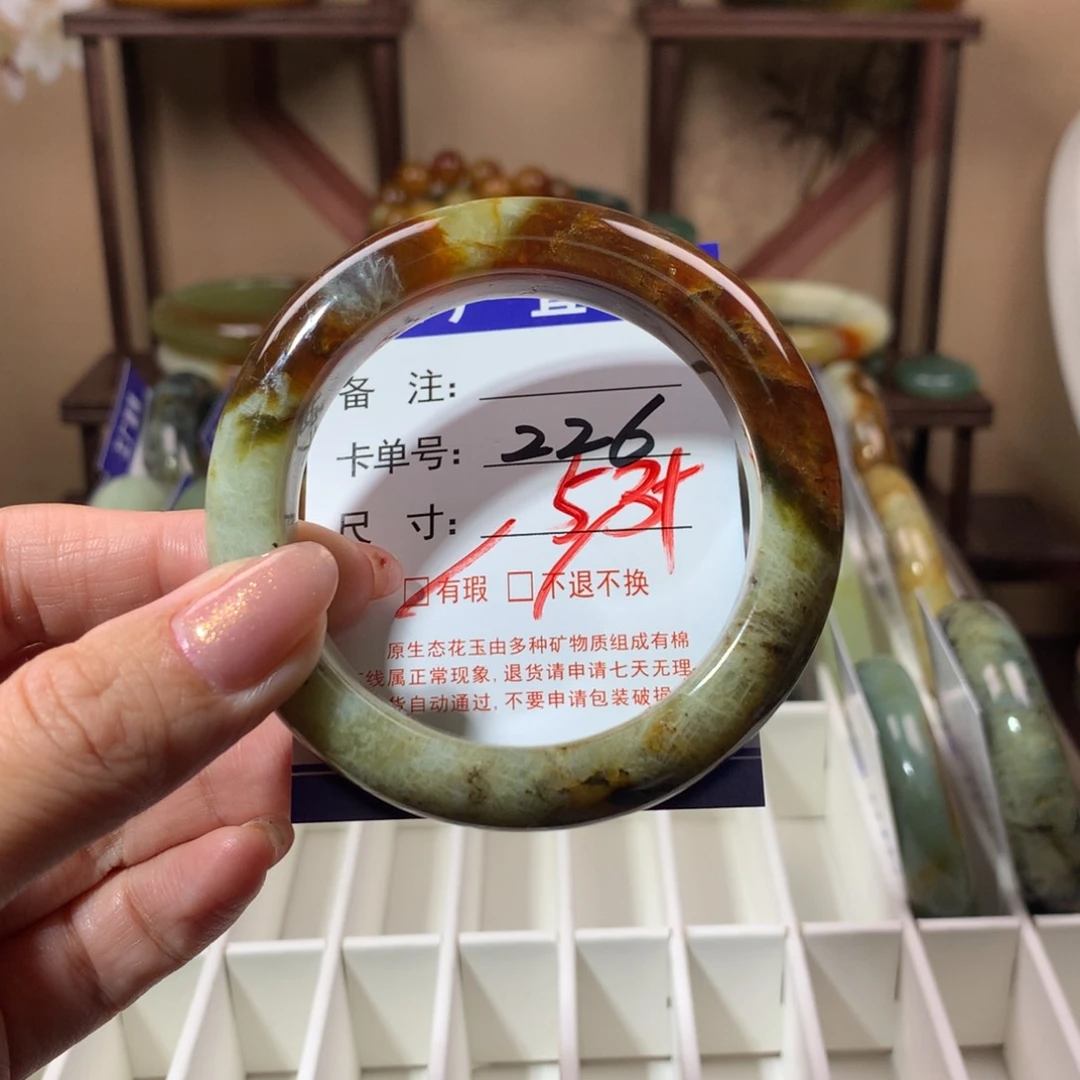 备 注:
卡单号: 226
尺 寸: 53
有瑕 不退不换
原生态花玉由多种矿物质组成有棉
线属正常现象, 退货请申请七天无理
货自动通过, 不要申请包装破损